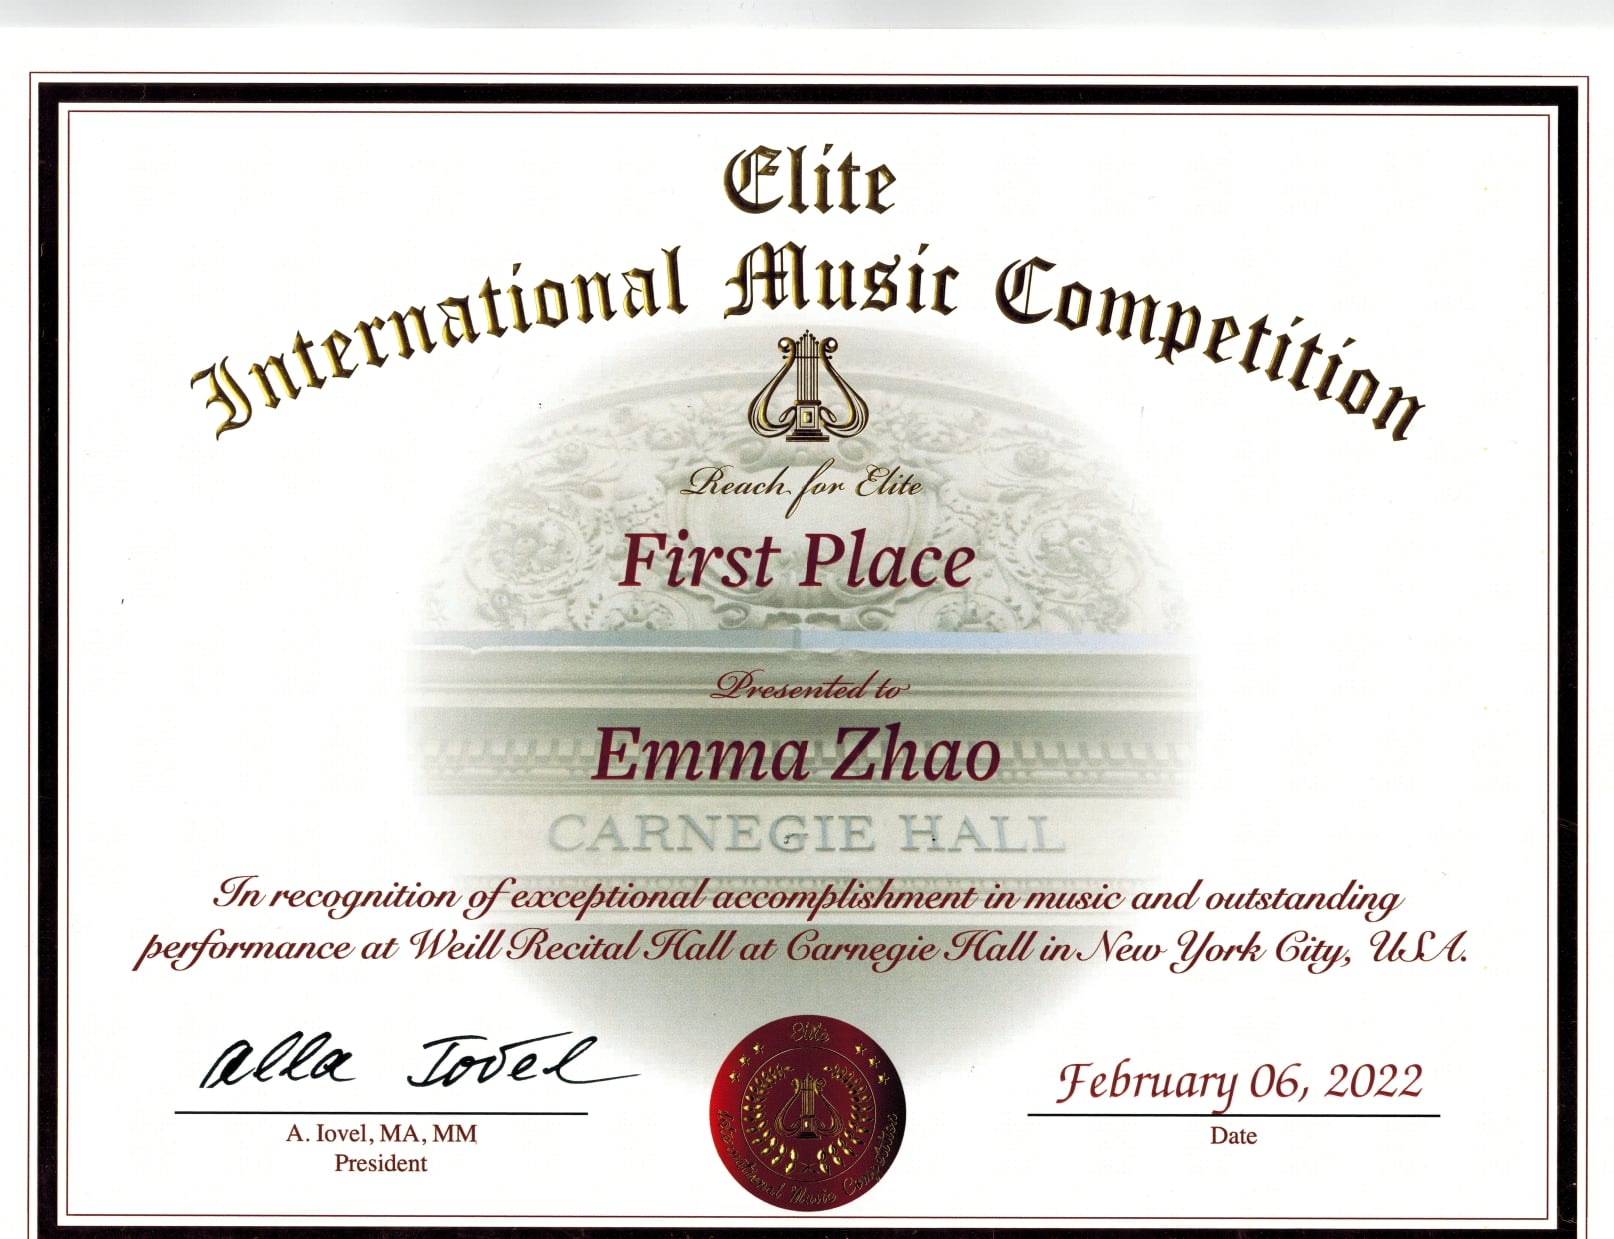 Elite
International Music Competition
Reach for Elite
First Place
Presented to
Emma Zhao
CARNEGIE HALL
In recognition of exceptional accomplishment in music and outstanding
performance at Weill Recital Hall at Carnegie Hall in New York City, USA.
Alla Iovel
February 06, 2022
A. Iovel, MA, MM
President
Date
Elite
International Music Competition